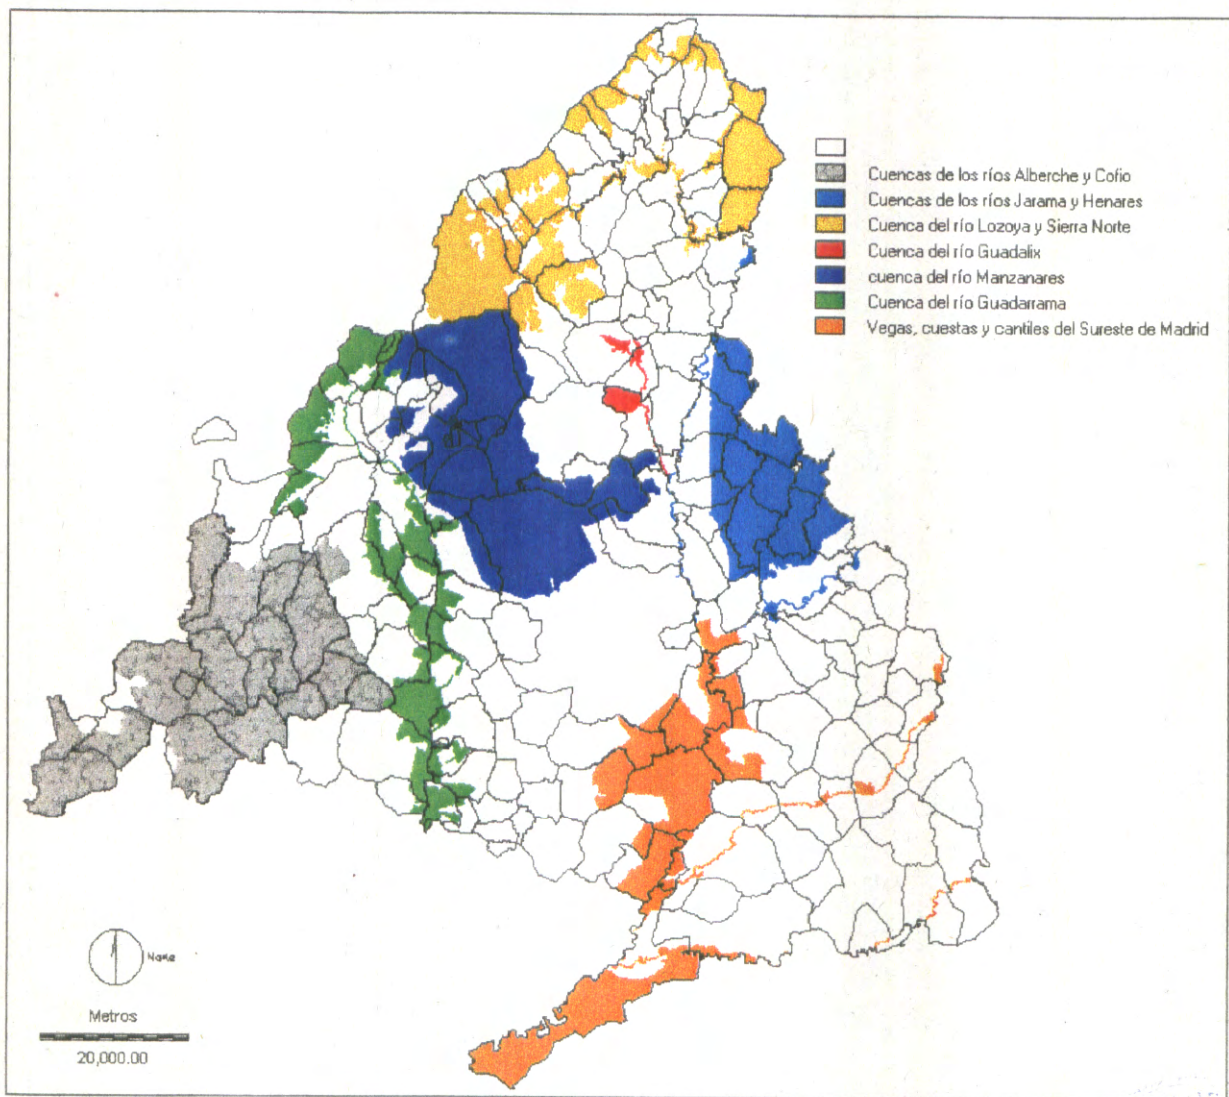 Cuencas de los ríos Alberche y Cofio
Cuencas de los ríos Jarama y Henares
Cuenca del río Lozoya y Sierra Norte
Cuenca del río Guadalix
cuenca del río Manzanares
Cuenca del río Guadarrama
Vegas, cuestas y cantiles del Sureste de Madrid
Metros
20,000.00